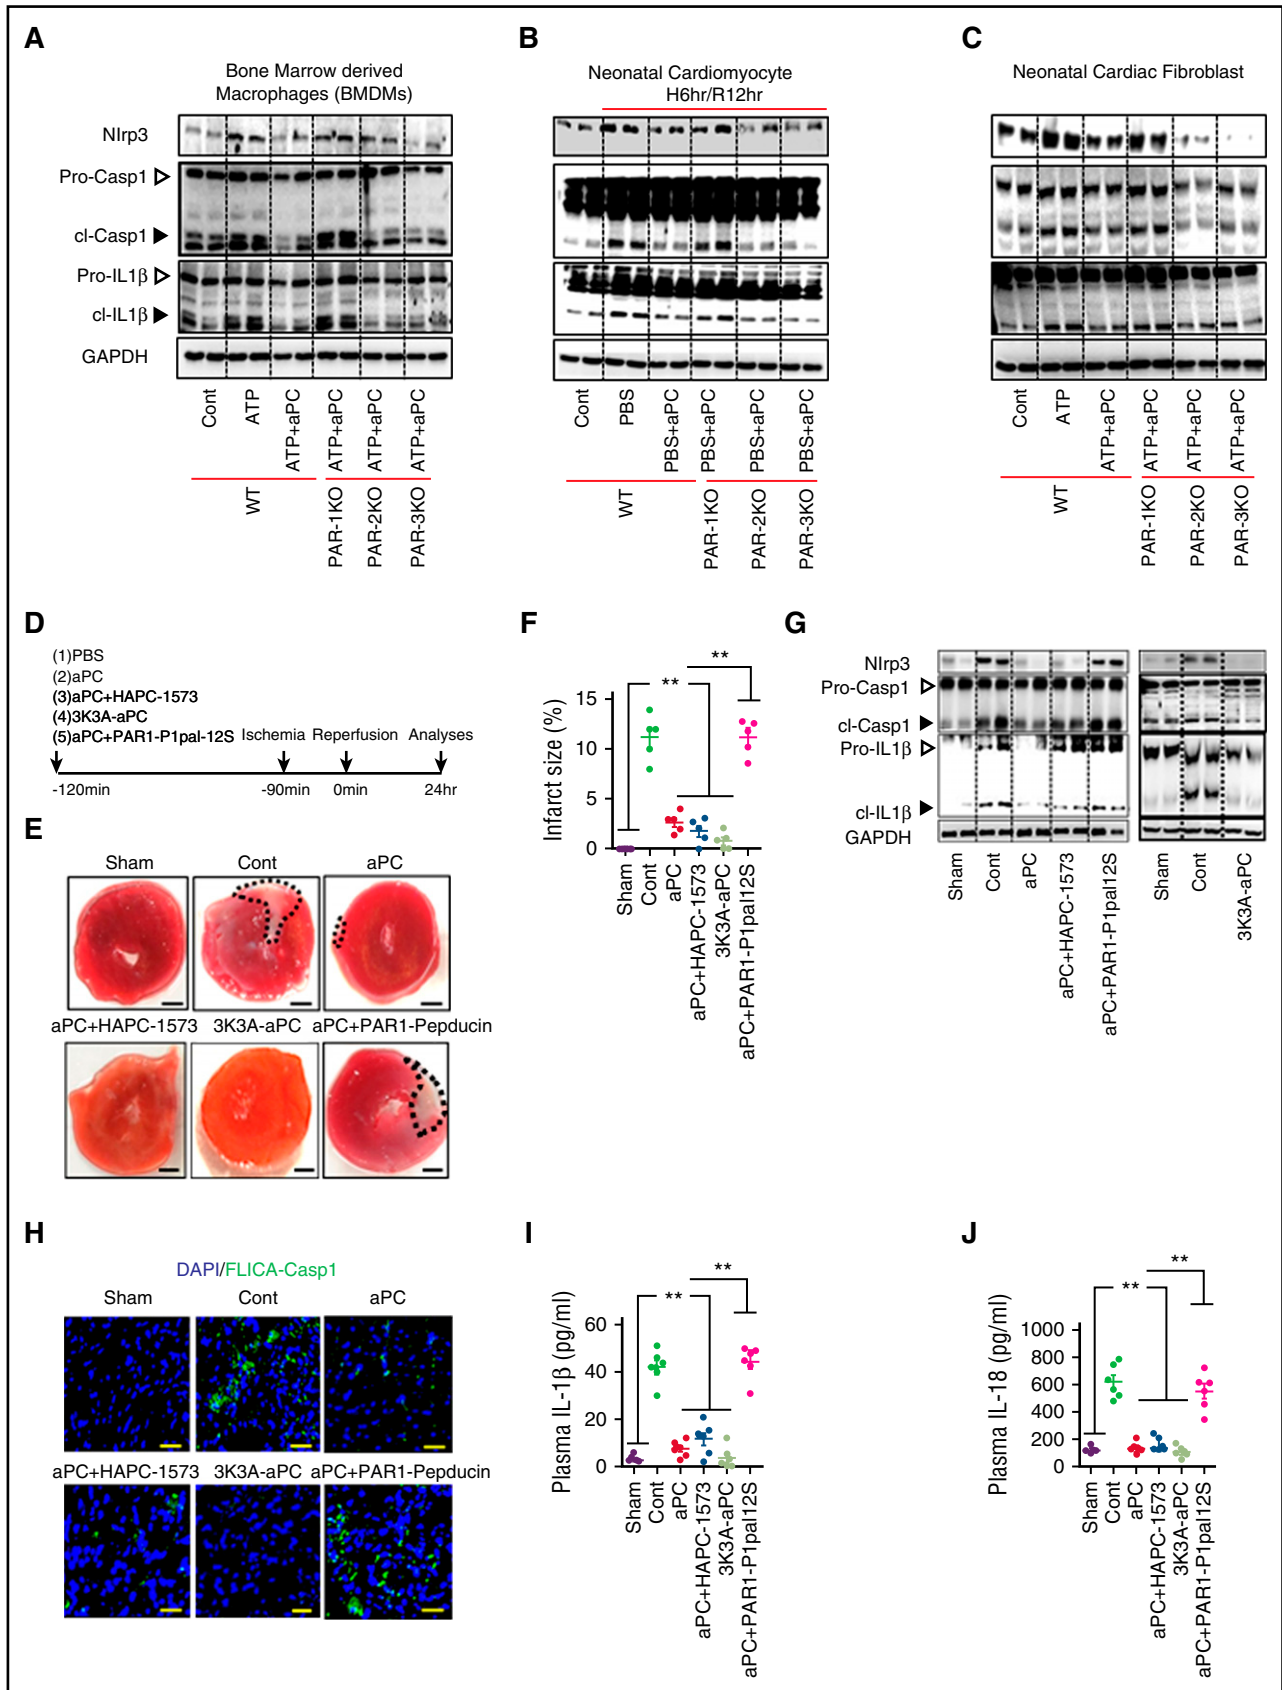 A
Bone Marrow derived
Macrophages (BMDMs)
Nlrp3
Pro-Casp1
cl-Casp1
Pro-IL1β
cl-IL1β
GAPDH
Cont
ATP
ATP+aPC
ATP+aPC
ATP+aPC
ATP+aPC
WT
PAR-1KO
PAR-2KO
PAR-3KO
B
Neonatal Cardiomyocyte
H6hr/R12hr
Cont
PBS
PBS+aPC
PBS+aPC
PBS+aPC
PBS+aPC
WT
PAR-1KO
PAR-2KO
PAR-3KO
C
Neonatal Cardiac Fibroblast
Cont
ATP
ATP+aPC
ATP+aPC
ATP+aPC
ATP+aPC
WT
PAR-1KO
PAR-2KO
PAR-3KO
D
(1)PBS
(2)aPC
(3)aPC+HAPC-1573
(4)3K3A-aPC
(5)aPC+PAR1-P1pal-12S Ischemia Reperfusion Analyses
-120min -90min 0min 24hr
E
Sham Cont aPC
aPC+HAPC-1573 3K3A-aPC aPC+PAR1-Pepducin
F
Infarct size (%)
15
10
5
0
** **
Sham
Cont
aPC
aPC+HAPC-1573
3K3A-aPC
aPC+PAR1-P1pal12S
G
Nlrp3
Pro-Casp1
cl-Casp1
Pro-IL1β
cl-IL1β
GAPDH
Sham
Cont
aPC
aPC+HAPC-1573
aPC+PAR1-P1pal12S
Sham
Cont
3K3A-aPC
H
DAPI/FLICA-Casp1
Sham Cont aPC
aPC+HAPC-1573 3K3A-aPC aPC+PAR1-Pepducin
I
Plasma IL-1β (pg/ml)
60
40
20
0
** **
Sham
Cont
aPC
aPC+HAPC-1573
3K3A-aPC
aPC+PAR1-P1pal12S
J
Plasma IL-18 (pg/ml)
1000
800
600
400
200
0
** **
Sham
Cont
aPC
aPC+HAPC-1573
3K3A-aPC
aPC+PAR1-P1pal12S